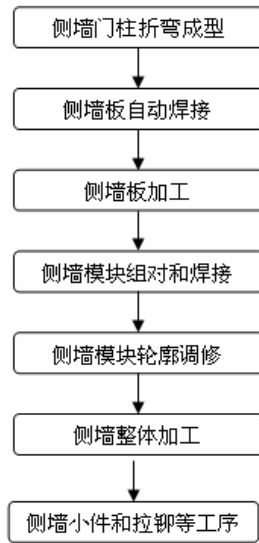 侧墙门柱折弯成型
侧墙板自动焊接
侧墙板加工
侧墙模块组对和焊接
侧墙模块轮廓调修
侧墙整体加工
侧墙小件和拉铆等工序